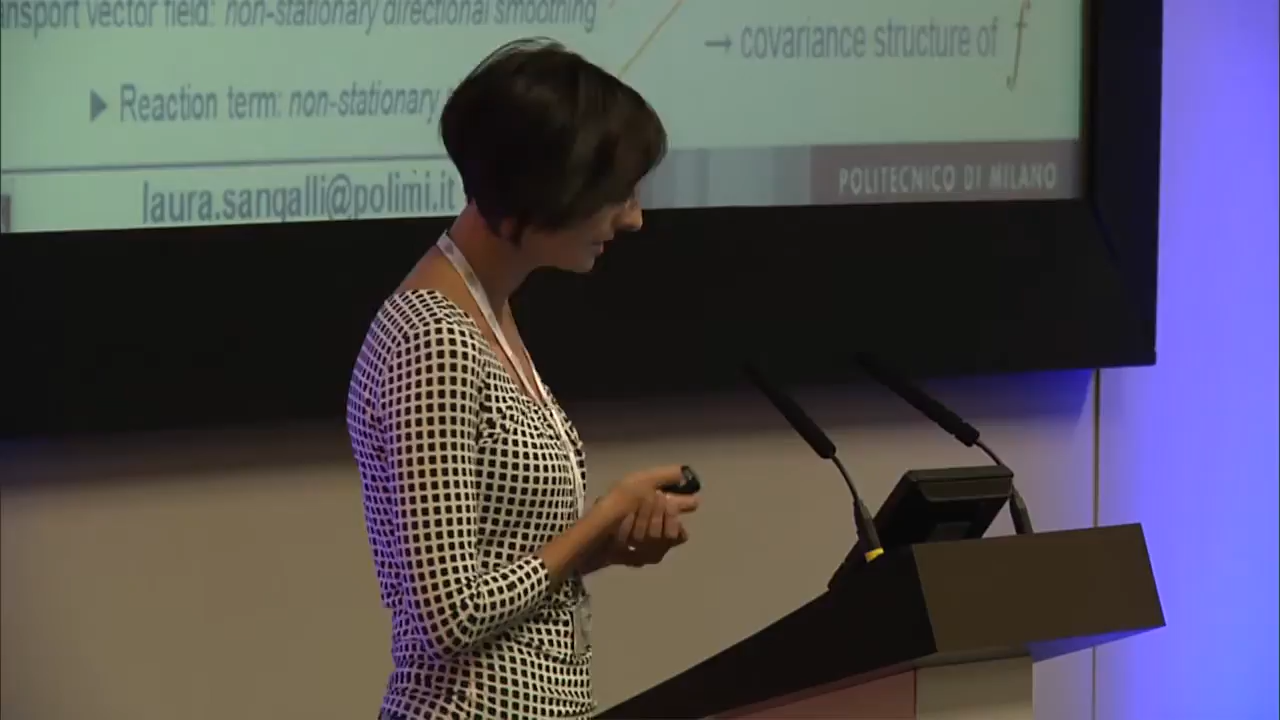 nsport vector field: non-stationary directional smoothing
→ covariance structure of f
▶ Reaction term: non-stationary
laura.sangalli@polimi.it
POLITECNICO DI MILANO